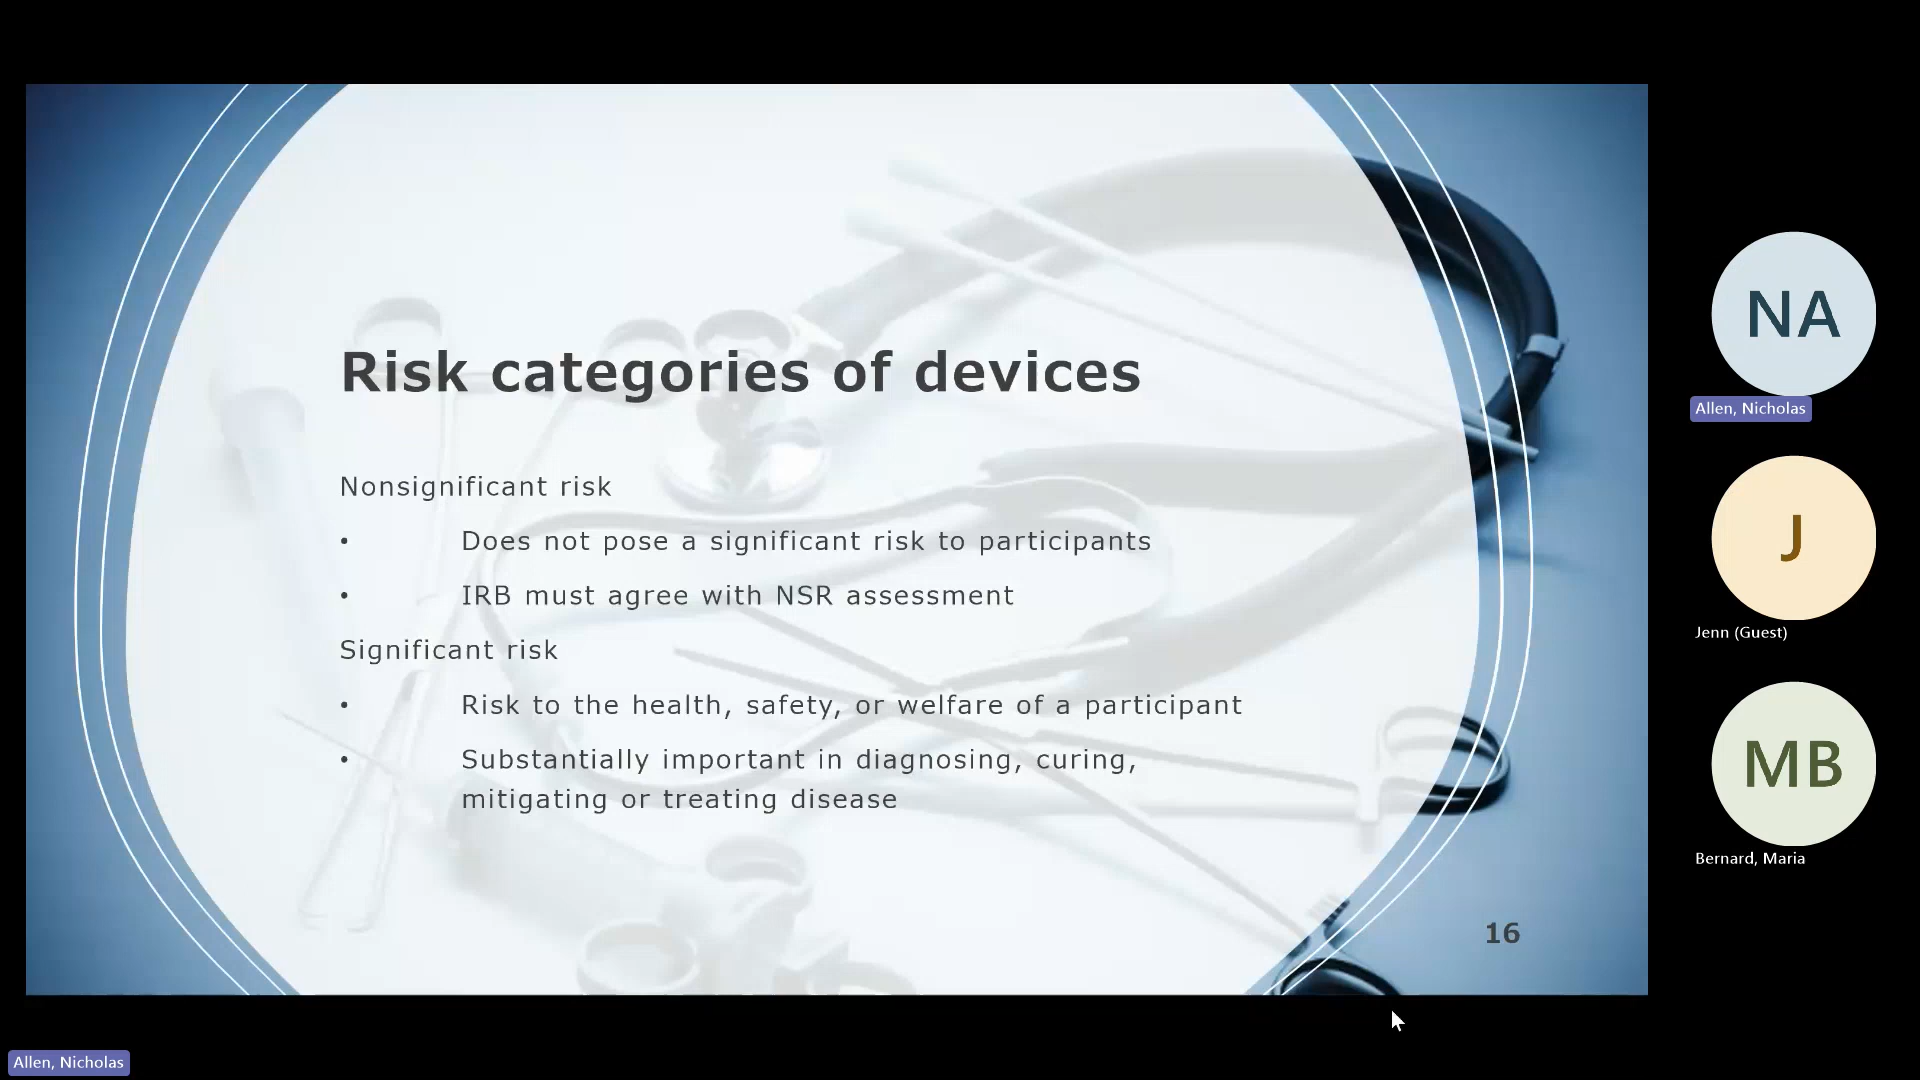 Risk categories of devices
Nonsignificant risk
• Does not pose a significant risk to participants
• IRB must agree with NSR assessment
Significant risk
• Risk to the health, safety, or welfare of a participant
• Substantially important in diagnosing, curing,
mitigating or treating disease
16
NA
Allen, Nicholas
J
Jenn (Guest)
MB
Bernard, Maria
Allen, Nicholas